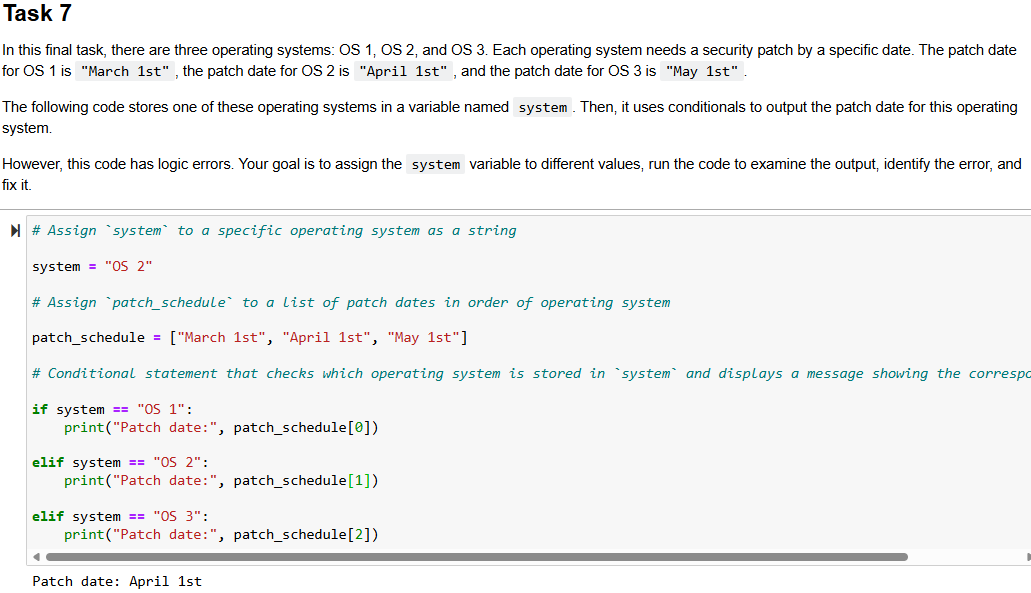 Task 7
In this final task, there are three operating systems: OS 1, OS 2, and OS 3. Each operating system needs a security patch by a specific date. The patch date
for OS 1 is "March 1st" , the patch date for OS 2 is "April 1st" , and the patch date for OS 3 is "May 1st" .
The following code stores one of these operating systems in a variable named system . Then, it uses conditionals to output the patch date for this operating
system.
However, this code has logic errors. Your goal is to assign the system variable to different values, run the code to examine the output, identify the error, and
fix it.
# Assign `system` to a specific operating system as a string
system = "OS 2"
# Assign `patch_schedule` to a list of patch dates in order of operating system
patch_schedule = ["March 1st", "April 1st", "May 1st"]
# Conditional statement that checks which operating system is stored in `system` and displays a message showing the correspo
if system == "OS 1":
    print("Patch date:", patch_schedule[0])
elif system == "OS 2":
    print("Patch date:", patch_schedule[1])
elif system == "OS 3":
    print("Patch date:", patch_schedule[2])
Patch date: April 1st